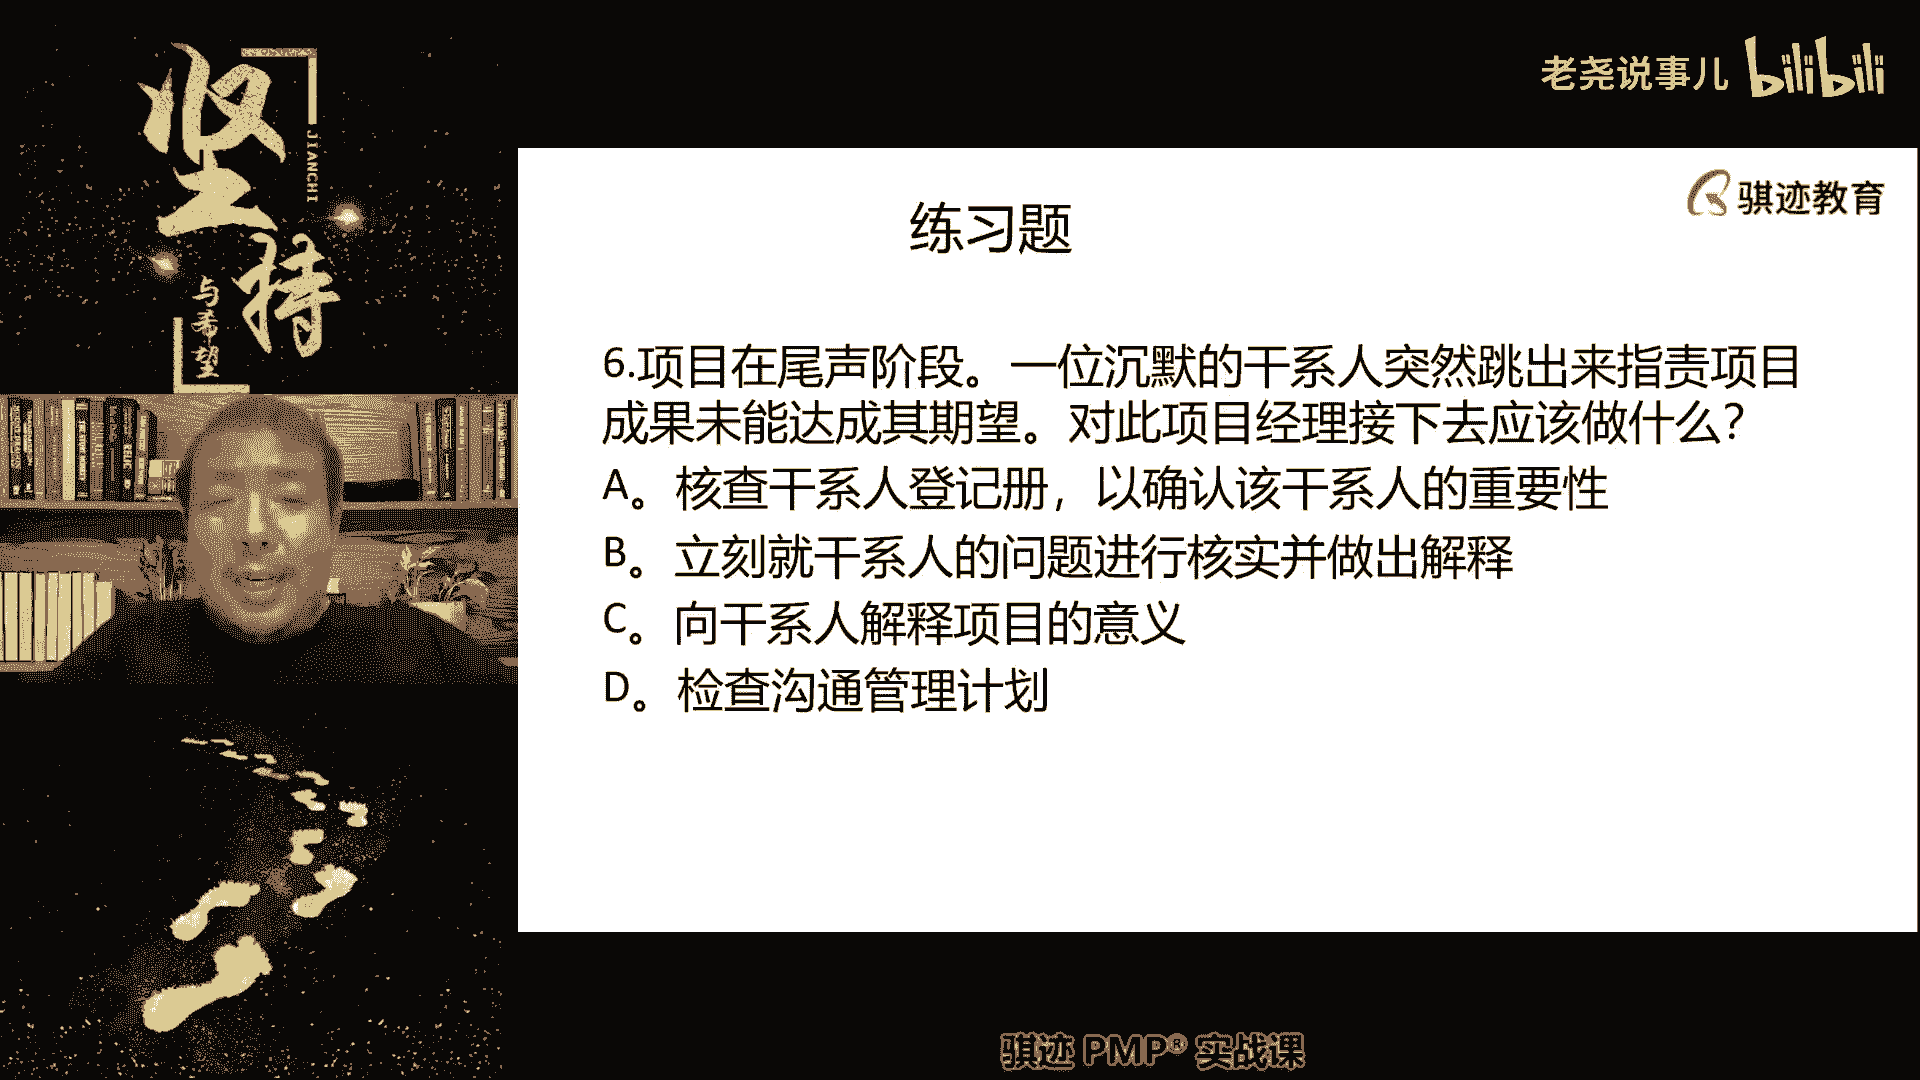 坚持
JIANCHI
与希望
老尧说事儿 bilibili
骐迹教育
练习题
6.项目在尾声阶段。一位沉默的干系人突然跳出来指责项目
成果未能达成其期望。对此项目经理接下去应该做什么？
A。核查干系人登记册，以确认该干系人的重要性
B。立刻就干系人的问题进行核实并做出解释
C。向干系人解释项目的意义
D。检查沟通管理计划
骐迹 PMP® 实战课